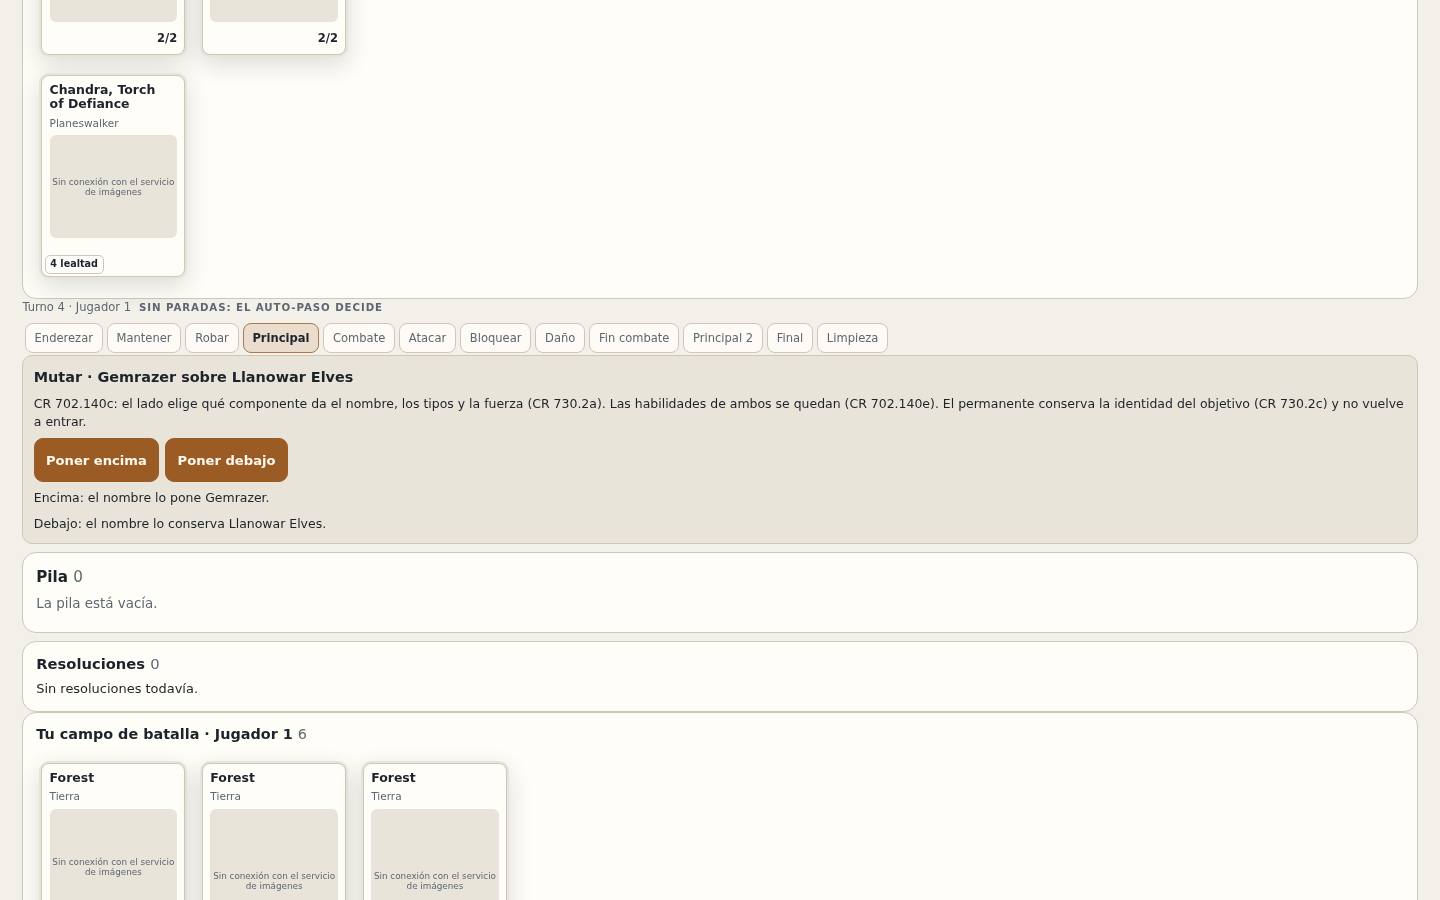 2/2
2/2
Chandra, Torch
of Defiance
Planeswalker
Sin conexión con el servicio
de imágenes
4 lealtad
Turno 4 · Jugador 1 SIN PARADAS: EL AUTO-PASO DECIDE
Enderezar Mantener Robar Principal Combate Atacar Bloquear Daño Fin combate Principal 2 Final Limpieza
Mutar · Gemrazer sobre Llanowar Elves
CR 702.140c: el lado elige qué componente da el nombre, los tipos y la fuerza (CR 730.2a). Las habilidades de ambos se quedan (CR 702.140e). El permanente conserva la identidad del objetivo (CR 730.2c) y no vuelve
a entrar.
Poner encima Poner debajo
Encima: el nombre lo pone Gemrazer.
Debajo: el nombre lo conserva Llanowar Elves.
Pila 0
La pila está vacía.
Resoluciones 0
Sin resoluciones todavía.
Tu campo de batalla · Jugador 1 6
Forest
Tierra
Sin conexión con el servicio
de imágenes
Forest
Tierra
Sin conexión con el servicio
de imágenes
Forest
Tierra
Sin conexión con el servicio
de imágenes